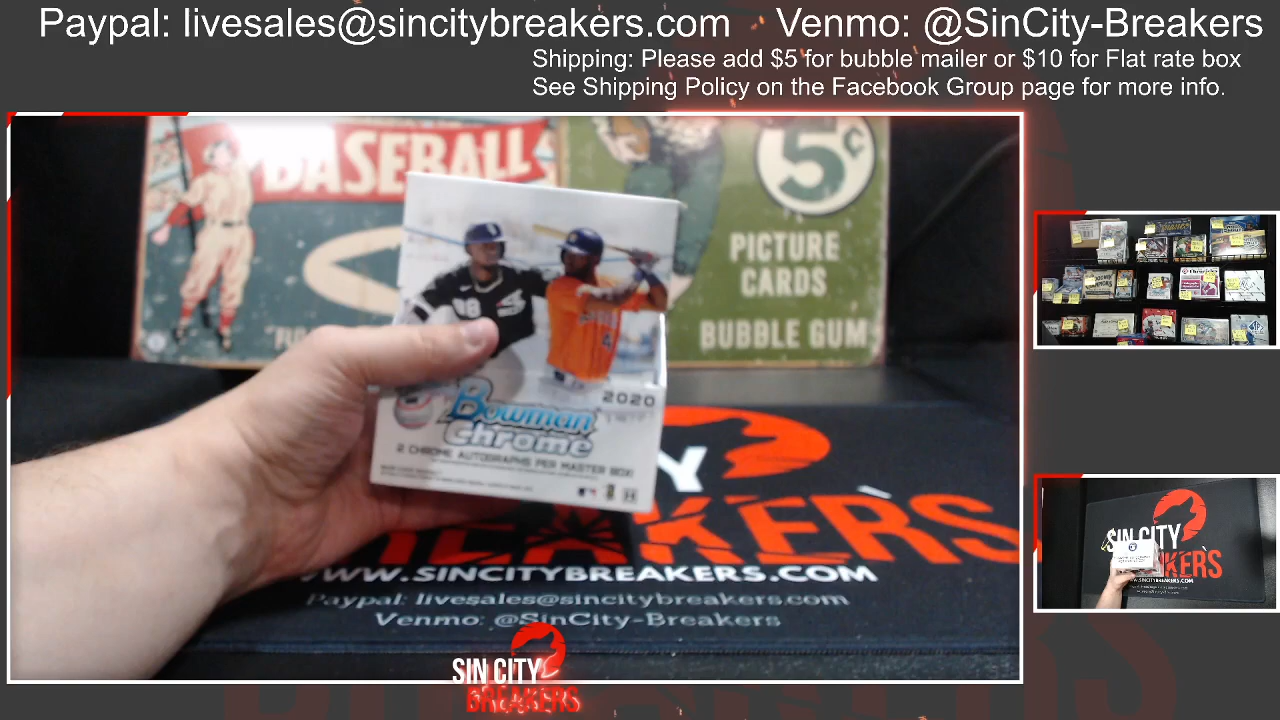 Paypal: livesales@sincitybreakers.com Venmo: @SinCity-Breakers
Shipping: Please add $5 for bubble mailer or $10 for Flat rate box
See Shipping Policy on the Facebook Group page for more info.
BASEBALL
5¢
PICTURE
CARDS
BUBBLE GUM
2020
Bowman
Chrome
2 CHROME AUTOGRAPHS PER MASTER BOX!
BREAKERS
WWW.SINCITYBREAKERS.COM
Paypal: livesales@sincitybreakers.com
Venmo: @SinCity-Breakers
SIN CITY
BREAKERS
SIN CITY
BREAKERS